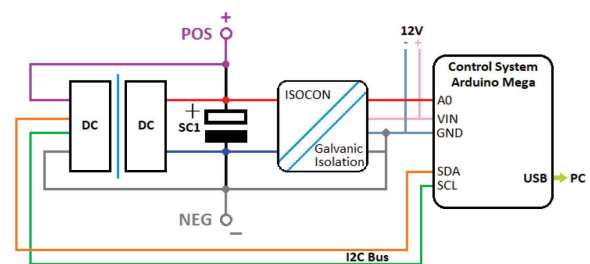 +
POS
12V
- +
Control System
Arduino Mega
ISOCON
A0
DC
DC
+
SC1
VIN
GND
Galvanic
Isolation
SDA
SCL
USB
PC
NEG
–
I2C Bus